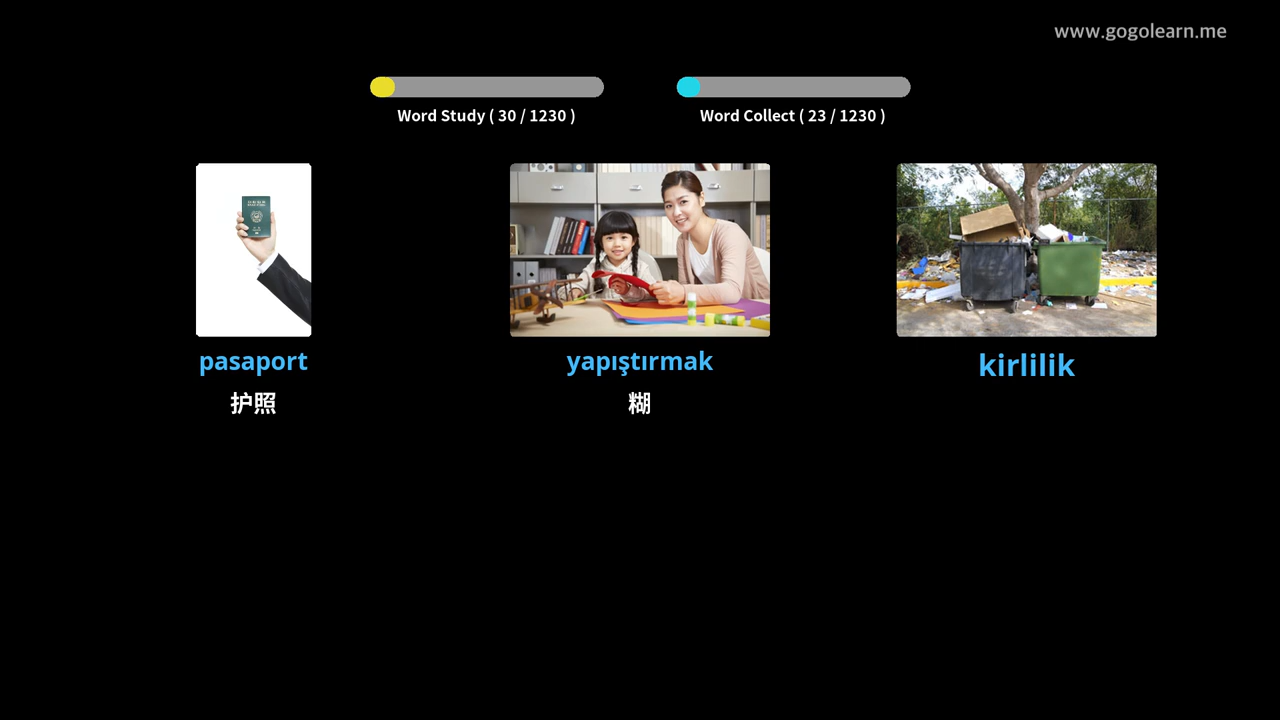 www.gogolearn.me
Word Study ( 30 / 1230 )
Word Collect ( 23 / 1230 )
pasaport
yapıştırmak
kirlilik
护照
糊